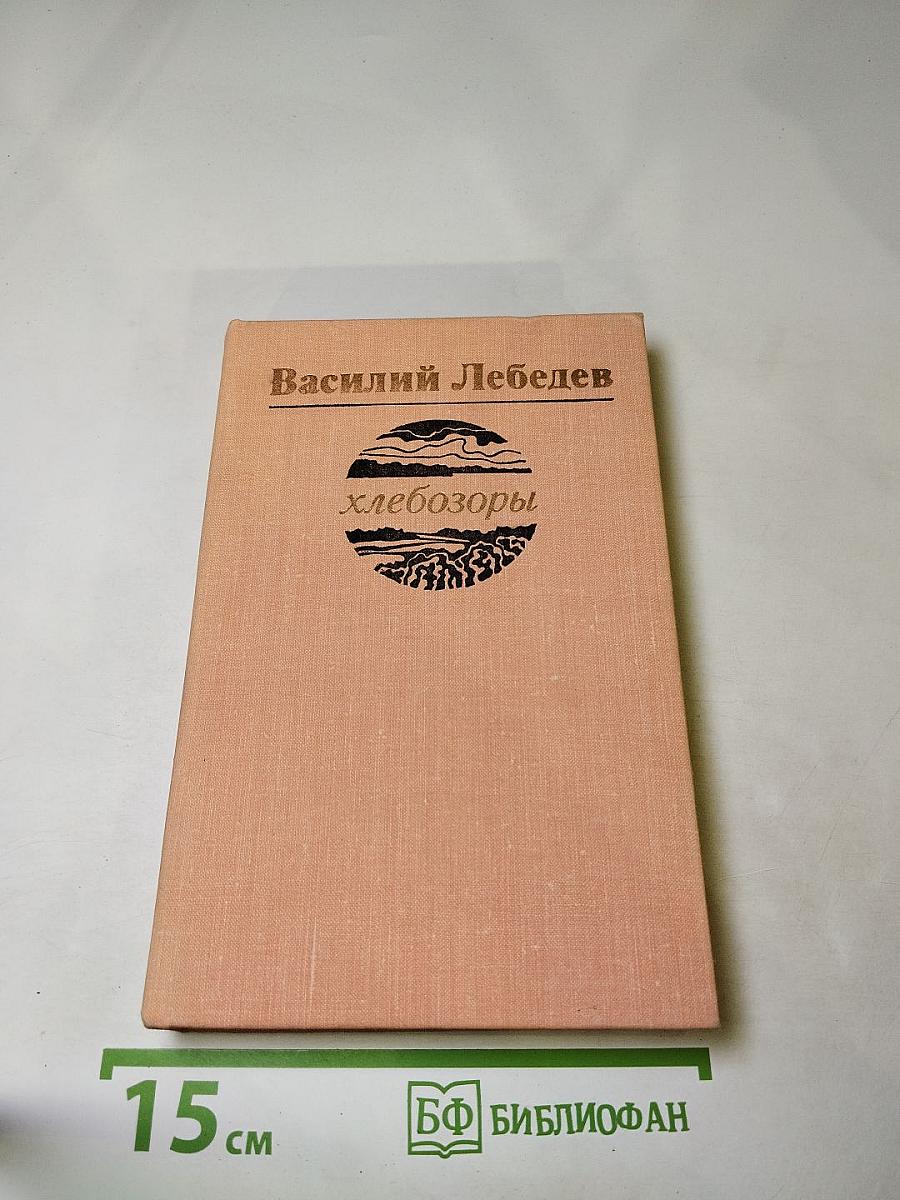 Василий Лебедев
хлебозоры
15 см
БФ БИБЛИОФАН